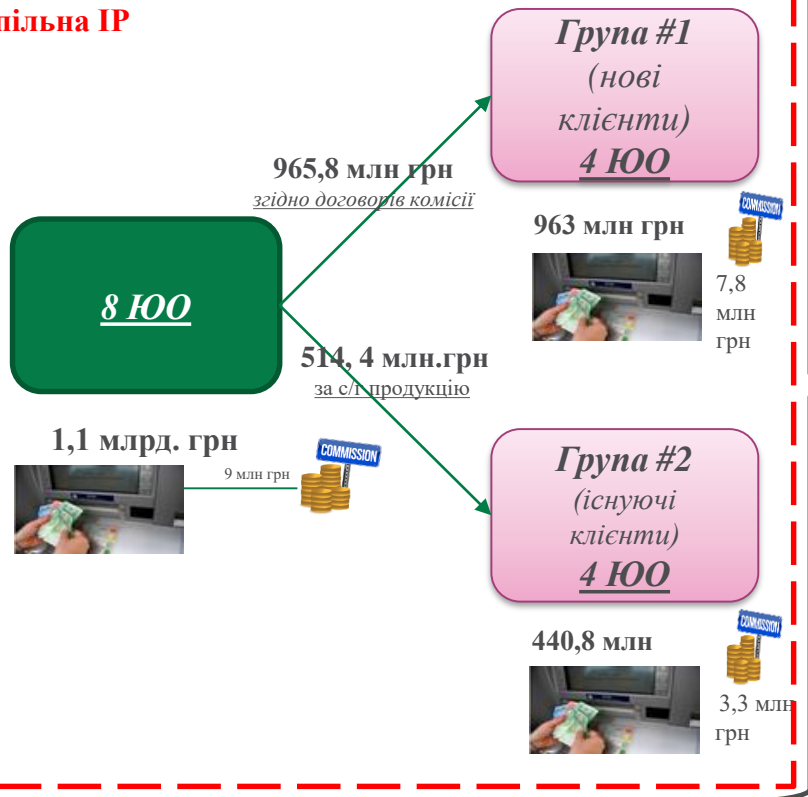 пільна IP
Група #1
(нові
клієнти)
4 ЮО
965,8 млн грн
згідно договорів комісії
963 млн грн
COMMISSION
7,8
млн
грн
8 ЮО
514, 4 млн.грн
за с/г продукцію
1,1 млрд. грн
9 млн грн
COMMISSION
Група #2
(існуючі
клієнти)
4 ЮО
440,8 млн
COMMISSION
3,3 млн
грн